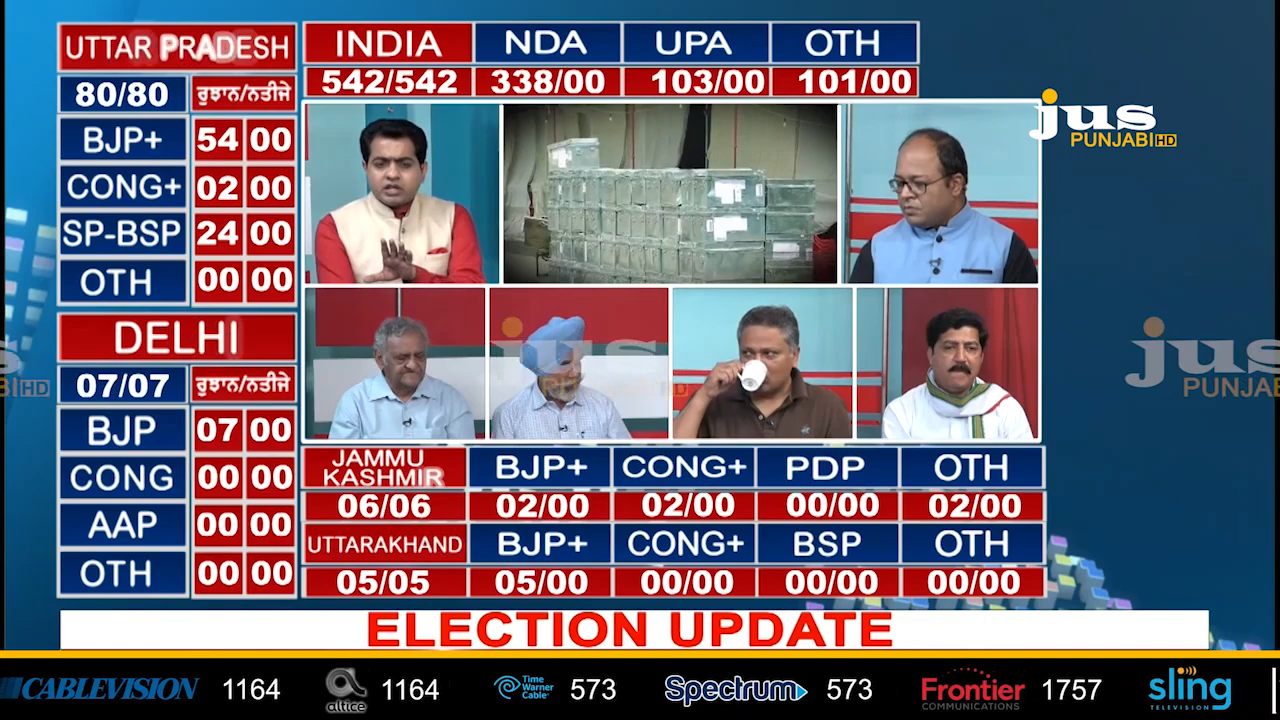 UTTAR PRADESH
80/80 ਰੁਝਾਨ/ਨਤੀਜੇ
BJP+ 54 00
CONG+ 02 00
SP-BSP 24 00
OTH 00 00
DELHI
07/07 ਰੁਝਾਨ/ਨਤੀਜੇ
BJP 07 00
CONG 00 00
AAP 00 00
OTH 00 00
INDIA NDA UPA OTH
542/542 338/00 103/00 101/00
jus
PUNJABI HD
jus
jus
PUNJABI
HD
JAMMU KASHMIR BJP+ CONG+ PDP OTH
06/06 02/00 02/00 00/00 02/00
UTTARAKHAND BJP+ CONG+ BSP OTH
05/05 05/00 00/00 00/00 00/00
ELECTION UPDATE
CABLEVISION 1164 altice 1164 Time Warner Cable 573 Spectrum 573 Frontier COMMUNICATIONS 1757 sling TELEVISION